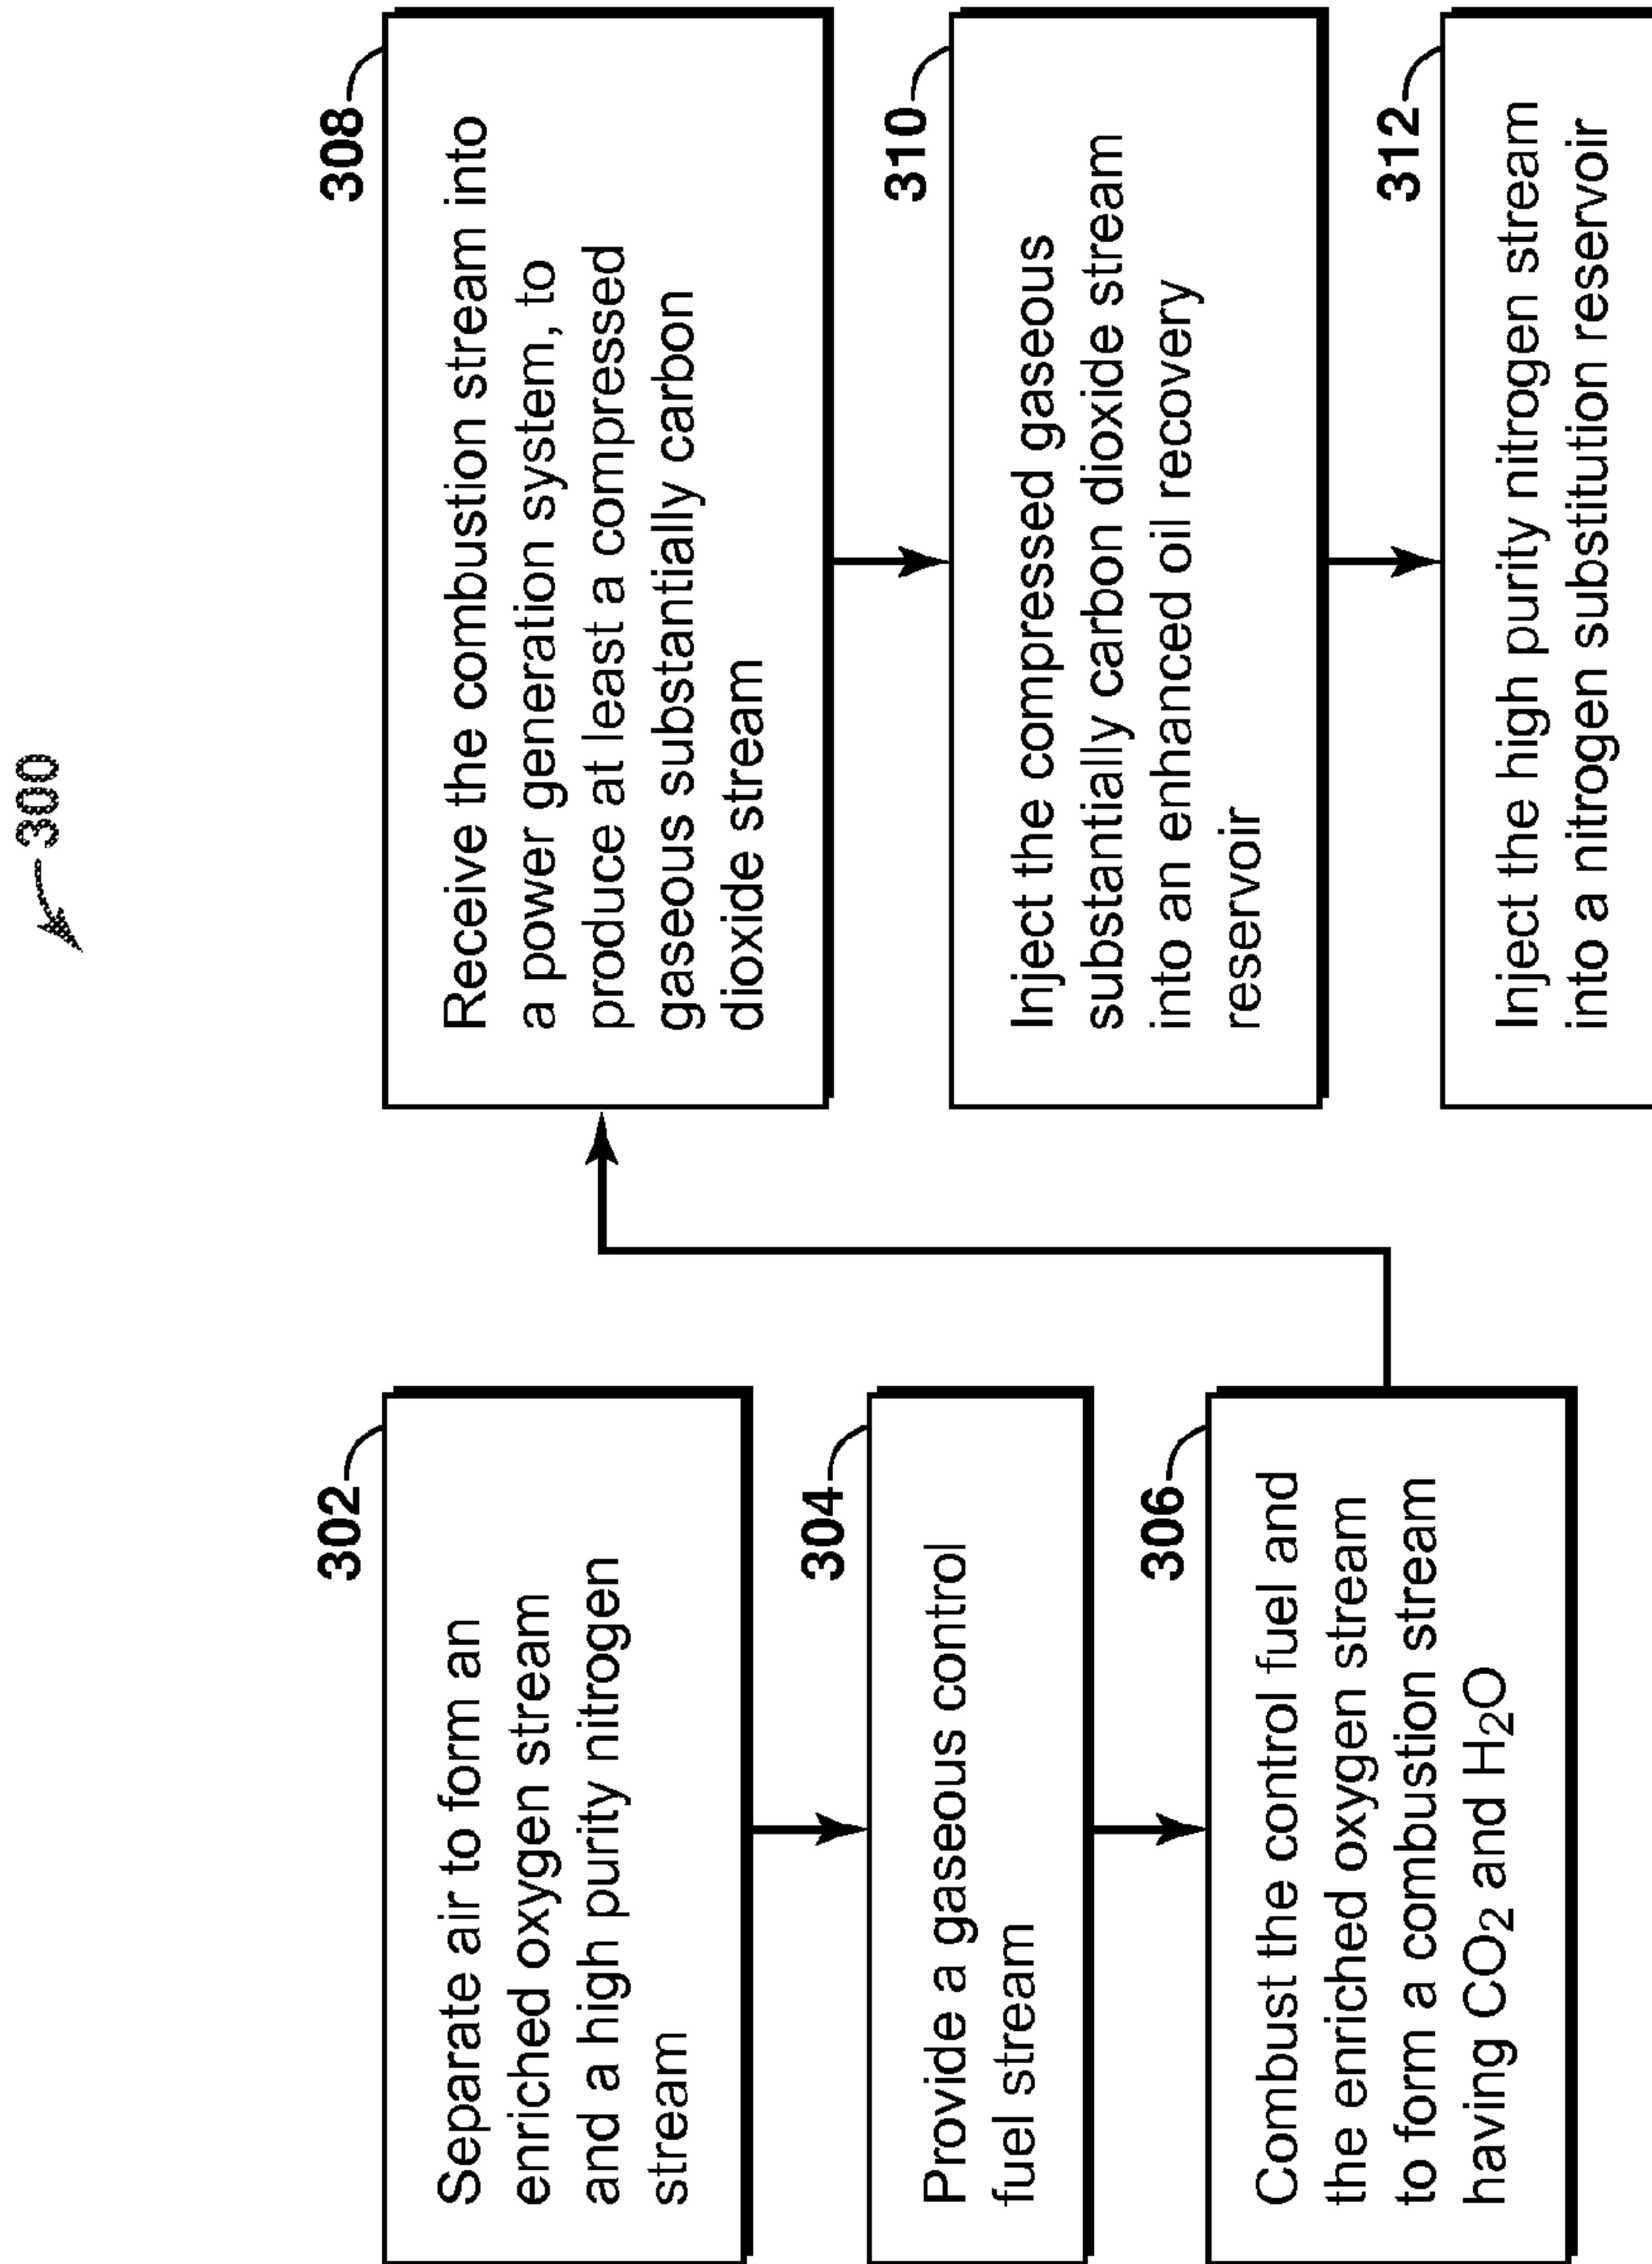 300
302
Separate air to form an
enriched oxygen stream
and a high purity nitrogen
stream
304
Provide a gaseous control
fuel stream
306
Combust the control fuel and
the enriched oxygen stream
to form a combustion stream
having CO2 and H2O
308
Receive the combustion stream into
a power generation system, to
produce at least a compressed
gaseous substantially carbon
dioxide stream
310
Inject the compressed gaseous
substantially carbon dioxide stream
into an enhanced oil recovery
reservoir
312
Inject the high purity nitrogen stream
into a nitrogen substitution reservoir